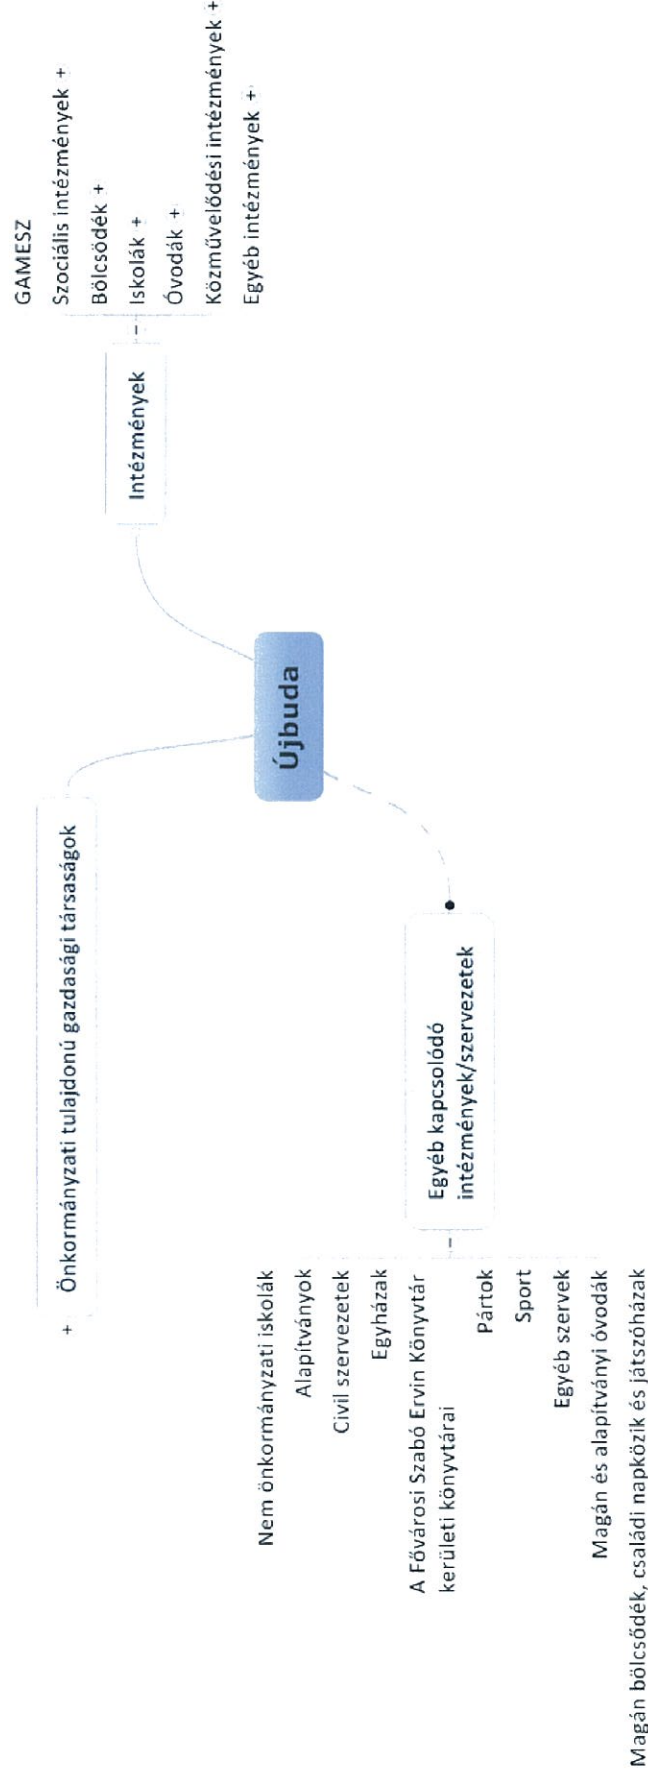 GAMESZ
Szociális intézmények +
Bölcsödék +
Iskolák +
Óvodák +
Közművelődési intézmények +
Egyéb intézmények +
Intézmények
Újbuda
+ Önkormányzati tulajdonú gazdasági társaságok
Egyéb kapcsolódó
intézmények/szervezetek
Nem önkormányzati iskolák
Alapítványok
Civil szervezetek
Egyházak
A Fővárosi Szabó Ervin Könyvtár
kerületi könyvtárai
Pártok
Sport
Egyéb szervek
Magán és alapítványi óvodák
Magán bölcsődék, családi napközik és játszóházak